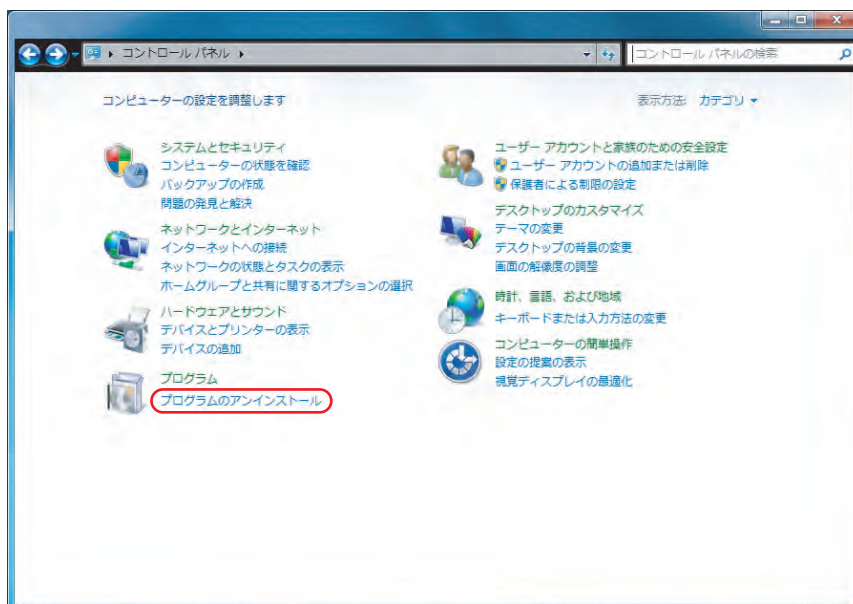 コントロール パネル
コントロール パネルの検索
コンピューターの設定を調整します
表示方法: カテゴリ
システムとセキュリティ
コンピューターの状態を確認
バックアップの作成
問題の発見と解決
ネットワークとインターネット
インターネットへの接続
ネットワークの状態とタスクの表示
ホームグループと共有に関するオプションの選択
ハードウェアとサウンド
デバイスとプリンターの表示
デバイスの追加
プログラム
プログラムのアンインストール
ユーザー アカウントと家族のための安全設定
ユーザー アカウントの追加または削除
保護者による制限の設定
デスクトップのカスタマイズ
テーマの変更
デスクトップの背景の変更
画面の解像度の調整
時計、言語、および地域
キーボードまたは入力方法の変更
コンピューターの簡単操作
設定の提案の表示
視覚ディスプレイの最適化